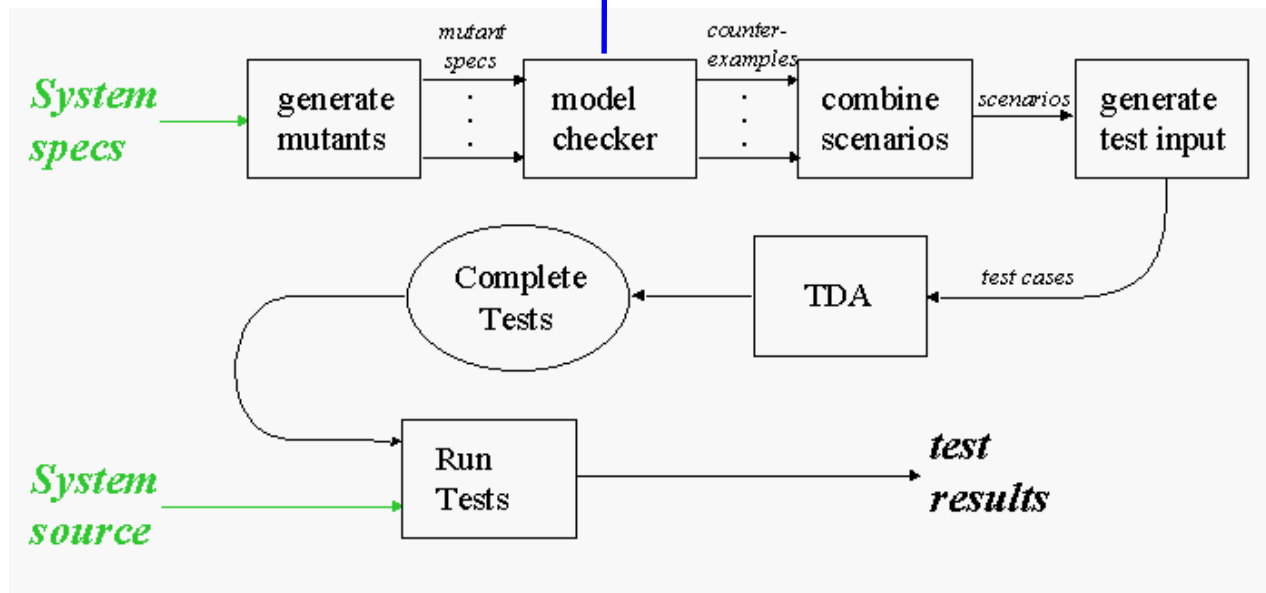 System
specs
generate
mutants
mutant
specs
model
checker
counter-
examples
combine
scenarios
scenarios
generate
test input
test cases
TDA
Complete
Tests
System
source
Run
Tests
test
results